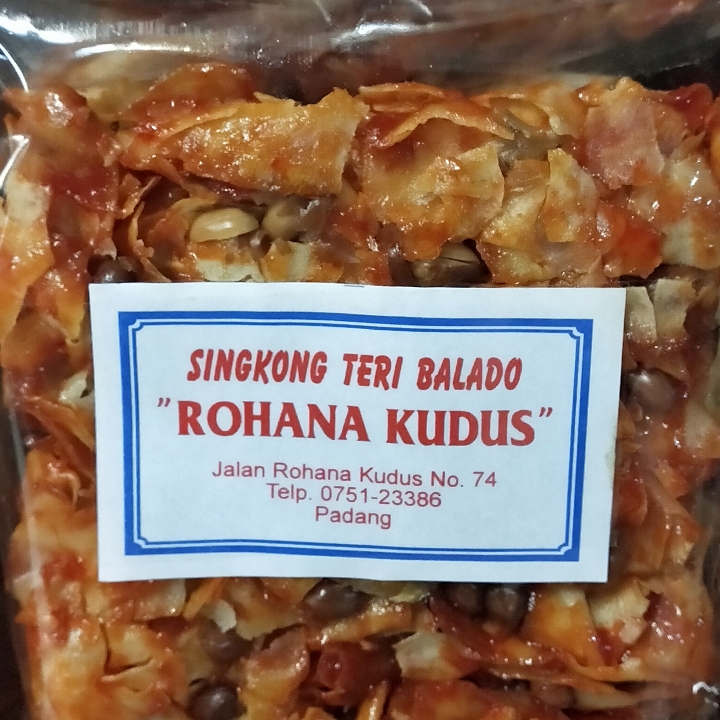 SINGKONG TERI BALADO
"ROHANA KUDUS"
Jalan Rohana Kudus No. 74
Telp. 0751-23386
Padang